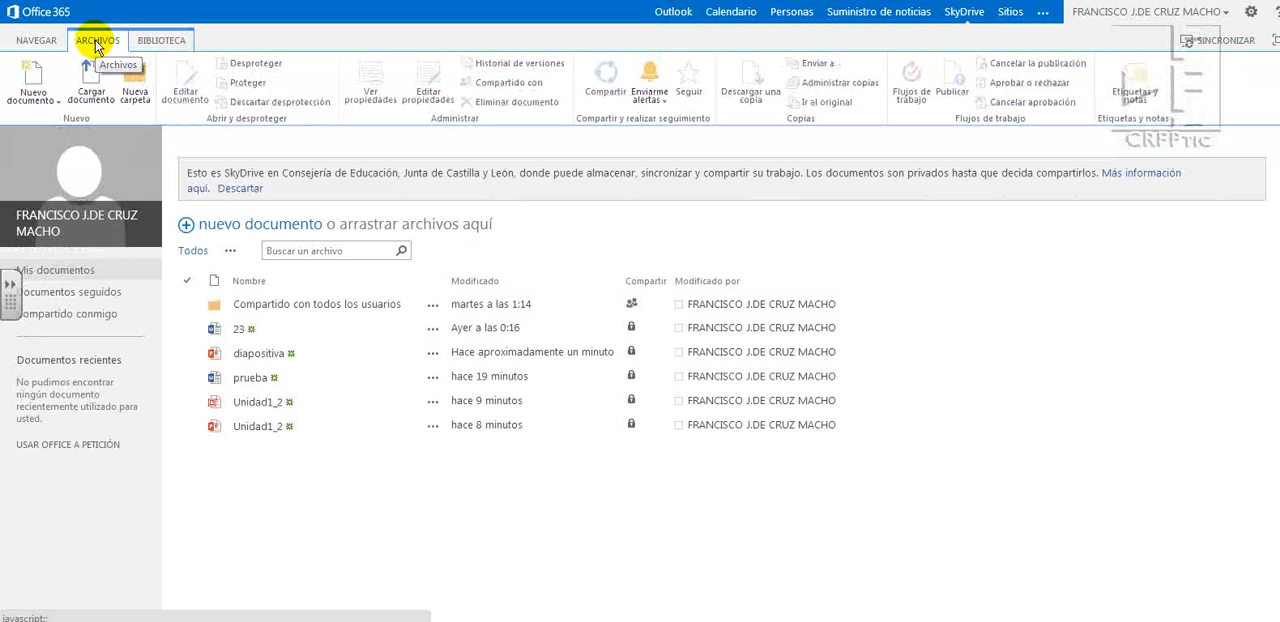 Office 365
Outlook Calendario Personas Suministro de noticias SkyDrive Sitios ... FRANCISCO J.DE CRUZ MACHO
NAVEGAR ARCHIVOS BIBLIOTECA SINCRONIZAR
Archivos
Nuevo documento
Cargar documento
Nueva carpeta
Nuevo
Editar documento
Desproteger
Proteger
Descartar desprotección
Abrir y desproteger
Ver propiedades
Editar propiedades
Historial de versiones
Compartido con
Eliminar documento
Administrar
Compartir
Enviarme alertas
Seguir
Compartir y realizar seguimiento
Descargar una copia
Enviar a
Administrar copias
Ir al original
Copias
Flujos de trabajo
Publicar
Cancelar la publicación
Aprobar o rechazar
Cancelar aprobación
Flujos de trabajo
Etiquetas y notas
Etiquetas y notas
CRFPTIC
FRANCISCO J.DE CRUZ
MACHO
Mis documentos
Documentos seguidos
Compartido conmigo
Documentos recientes
No pudimos encontrar
ningún documento
recientemente utilizado para
usted.
USAR OFFICE A PETICIÓN
Esto es SkyDrive en Consejería de Educación, Junta de Castilla y León, donde puede almacenar, sincronizar y compartir su trabajo. Los documentos son privados hasta que decida compartirlos. Más información
aquí. Descartar
nuevo documento o arrastrar archivos aquí
Todos ... Buscar un archivo
Nombre Modificado Compartir Modificado por
Compartido con todos los usuarios ... martes a las 1:14 FRANCISCO J.DE CRUZ MACHO
23 ... Ayer a las 0:16 FRANCISCO J.DE CRUZ MACHO
diapositiva ... Hace aproximadamente un minuto FRANCISCO J.DE CRUZ MACHO
prueba ... hace 19 minutos FRANCISCO J.DE CRUZ MACHO
Unidad1_2 ... hace 9 minutos FRANCISCO J.DE CRUZ MACHO
Unidad1_2 ... hace 8 minutos FRANCISCO J.DE CRUZ MACHO
javascript:;